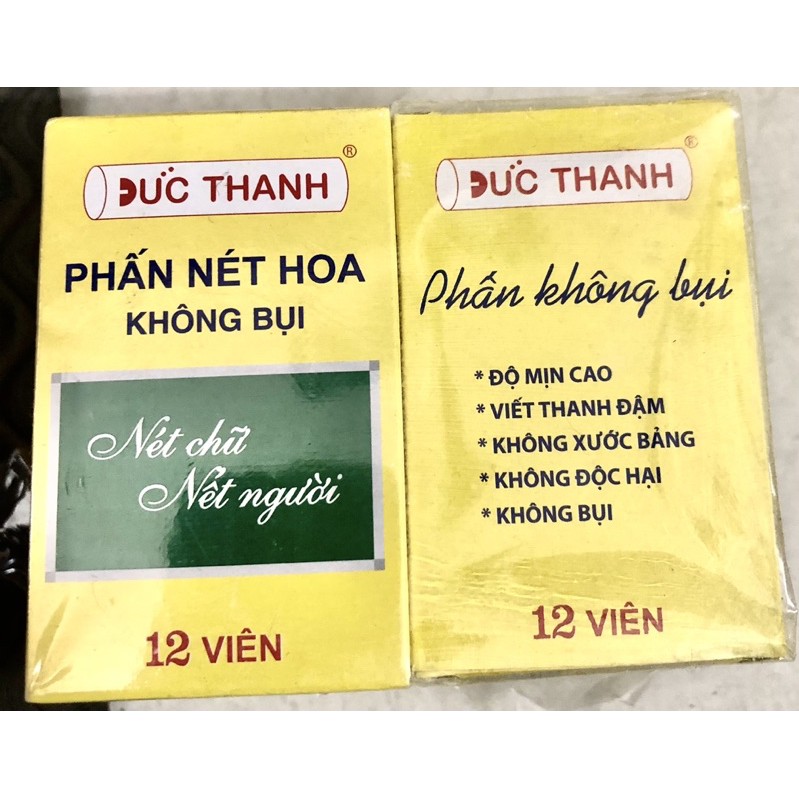 ĐỨC THANH ®
PHẤN NÉT HOA
KHÔNG BỤI
Nét chữ
Nết người
12 VIÊN
ĐỨC THANH ®
Phấn không bụi
* ĐỘ MỊN CAO
* VIẾT THANH ĐẬM
* KHÔNG XƯỚC BẢNG
* KHÔNG ĐỘC HẠI
* KHÔNG BỤI
12 VIÊN